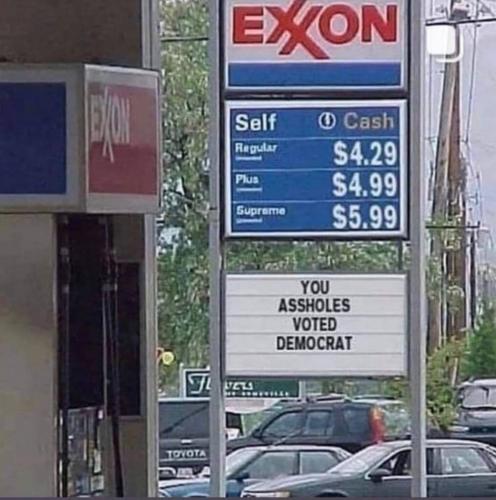 EXXON
EXXON
Self Cash
Regular $4.29
Plus $4.99
Supreme $5.99
YOU
ASSHOLES
VOTED
DEMOCRAT
TOYOTA